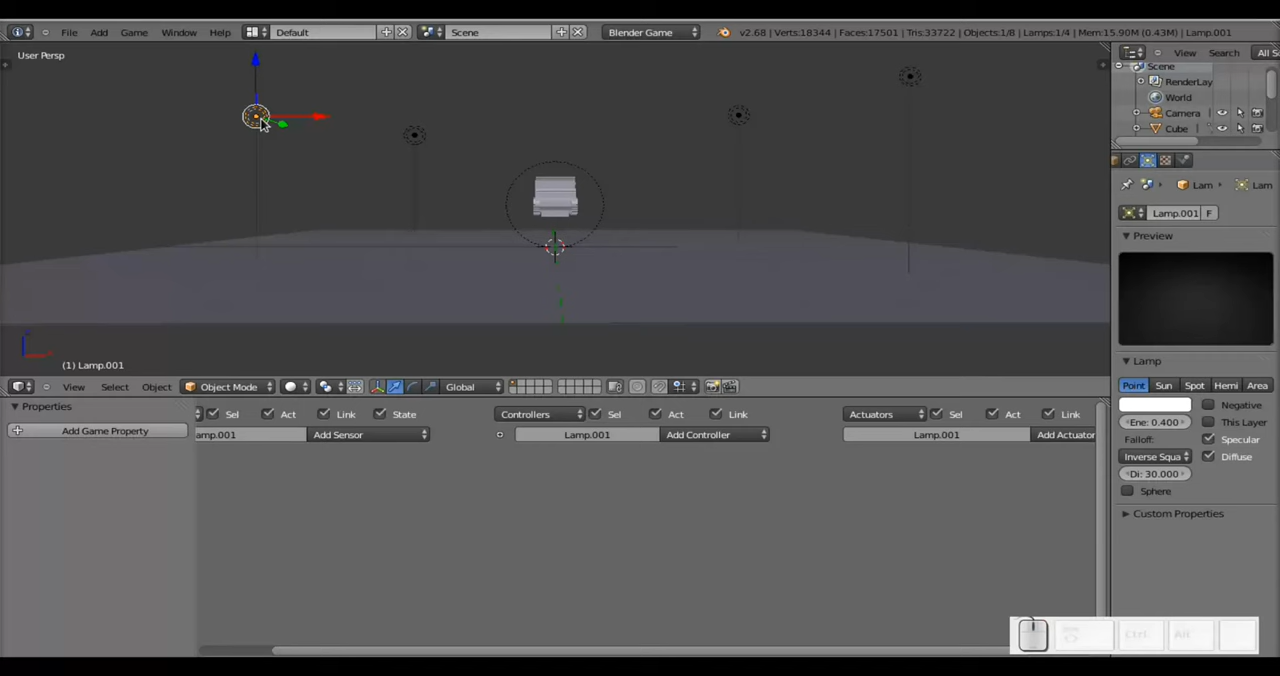 File Add Game Window Help Default Scene Blender Game v2.68 | Verts:18344 | Faces:17501 | Tris:33722 | Objects:1/8 | Lamps:1/4 | Mem:15.90M (0.43M) | Lamp.001
User Persp
View Search All S
Scene
RenderLay
World
Camera
Cube
Lam Lam
Lamp.001 F
Preview
(1) Lamp.001
Lamp
View Select Object Object Mode Global
Point Sun Spot Hemi Area
Negative
Ene: 0.400 This Layer
Falloff: Specular
Inverse Squa Diffuse
Di: 30.000
Sphere
Custom Properties
Properties
Add Game Property
Sel Act Link State Controllers Sel Act Link Actuators Sel Act Link
amp.001 Add Sensor Lamp.001 Add Controller Lamp.001 Add Actuator
Ctrl Alt